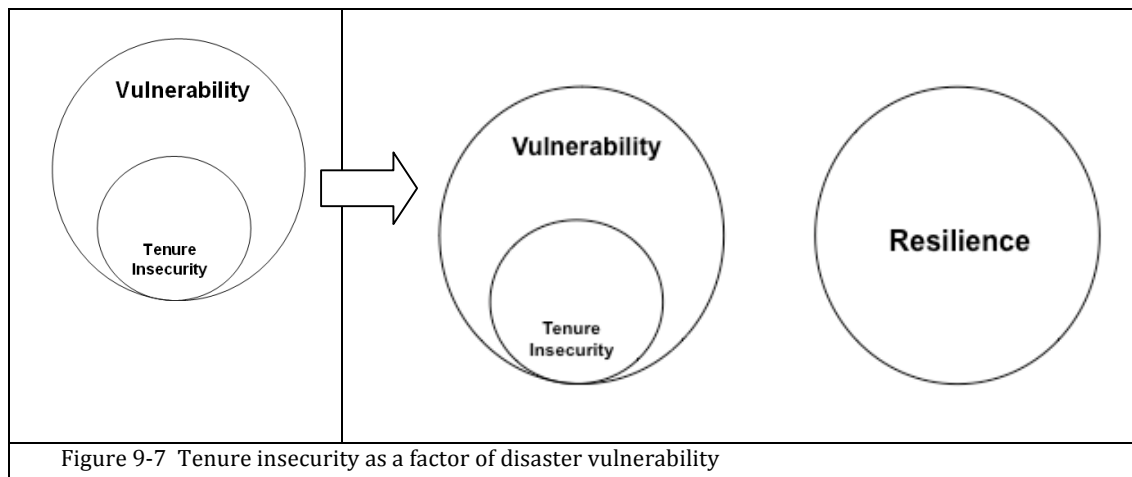 Vulnerability
Tenure
Insecurity
Vulnerability
Tenure
Insecurity
Resilience
Figure 9-7 Tenure insecurity as a factor of disaster vulnerability